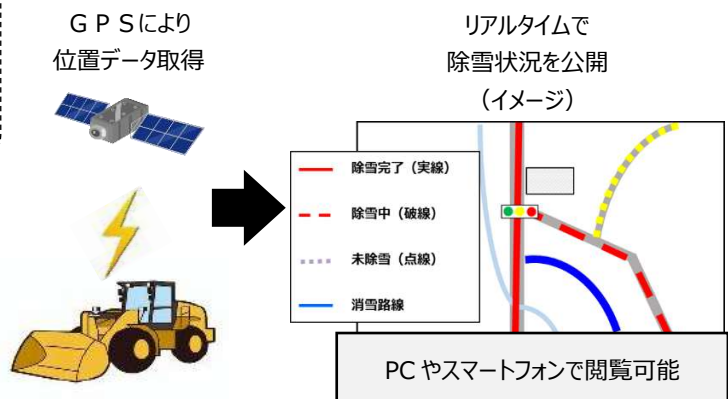 ＧＰＳにより
位置データ取得
リアルタイムで
除雪状況を公開
（イメージ）
除雪完了（実線）
除雪中（破線）
未除雪（点線）
消雪路線
PCやスマートフォンで閲覧可能